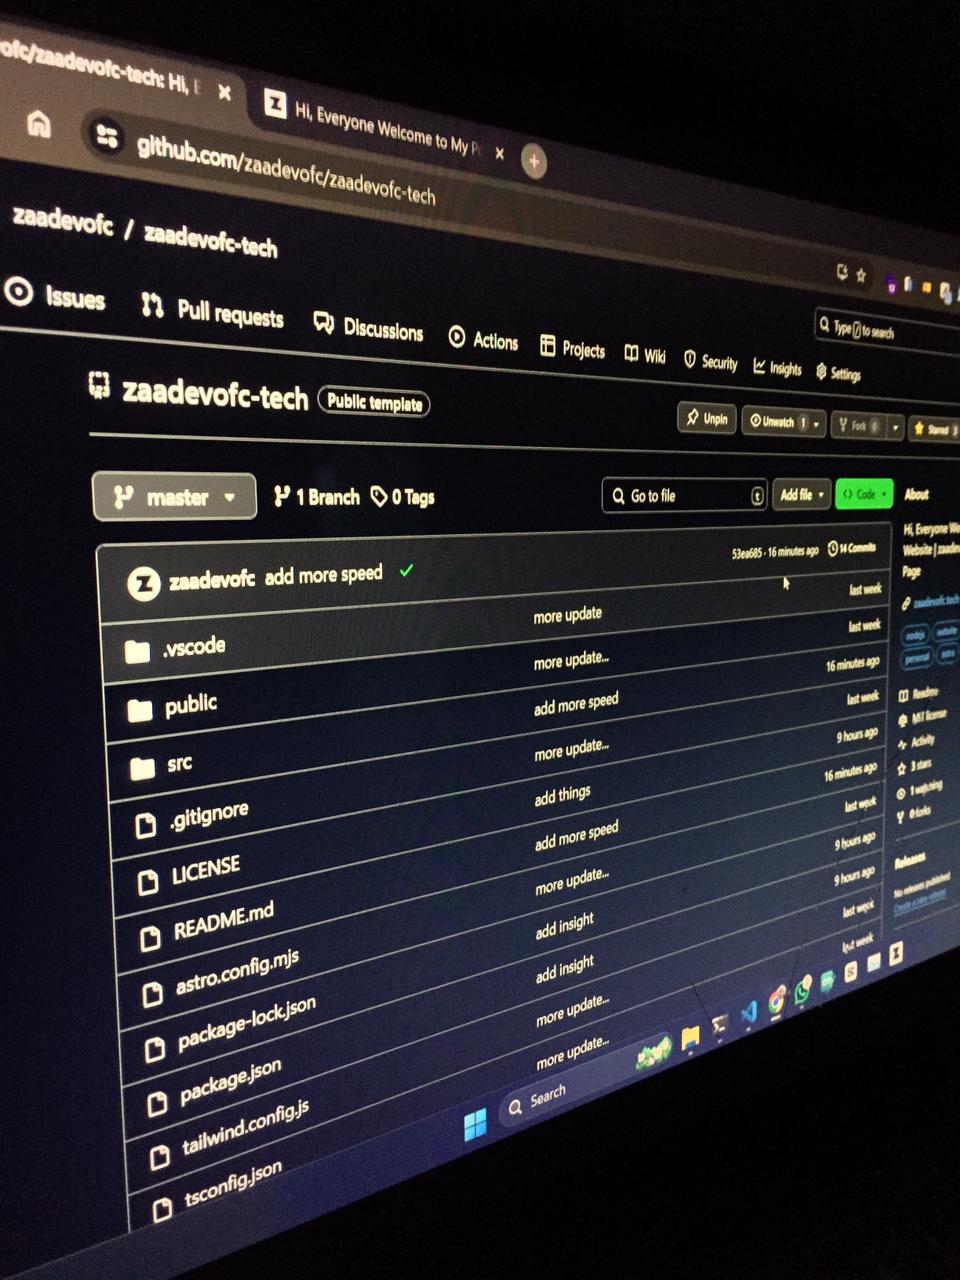 ofc/zaadevofc-tech: Hi, E
Hi, Everyone Welcome to My P
github.com/zaadevofc/zaadevofc-tech
zaadevofc / zaadevofc-tech
Type / to search
Issues Pull requests Discussions Actions Projects Wiki Security Insights Settings
zaadevofc-tech Public template
Unpin Unwatch 1 Fork 0 Starred 3
master 1 Branch 0 Tags
Go to file t Add file Code
zaadevofc add more speed 53ea685 · 16 minutes ago 14 Commits
.vscode more update last week
public more update... last week
src add more speed 16 minutes ago
.gitignore more update... last week
LICENSE add things 9 hours ago
README.md add more speed 16 minutes ago
astro.config.mjs more update... last week
package-lock.json add insight 9 hours ago
package.json add insight 9 hours ago
tailwind.config.js more update... last week
tsconfig.json more update... last week
About
Hi, Everyone We
Website | zaadev
Page
zaadevofc.tech
nodejs website
personal astro
Readme
MIT license
Activity
3 stars
1 watching
0 forks
Releases
No releases published
Create a new release
Search